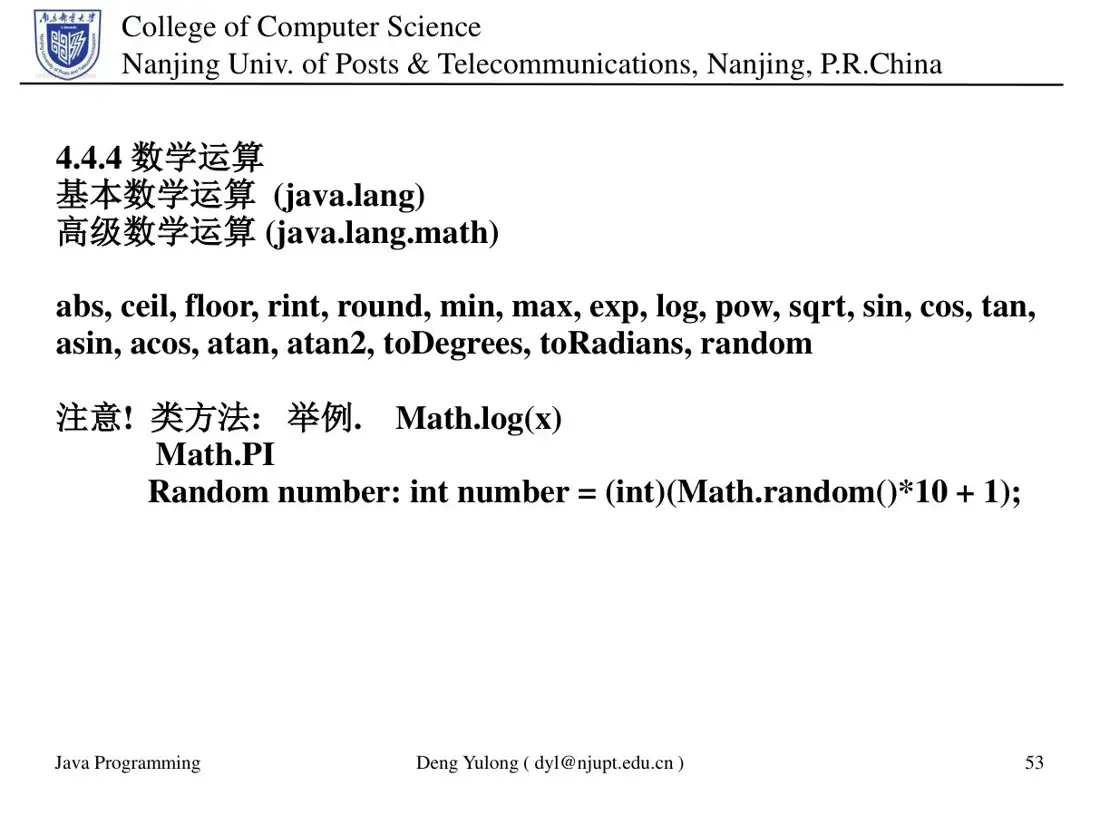 College of Computer Science
Nanjing Univ. of Posts & Telecommunications, Nanjing, P.R.China
4.4.4 数学运算
基本数学运算 (java.lang)
高级数学运算 (java.lang.math)
abs, ceil, floor, rint, round, min, max, exp, log, pow, sqrt, sin, cos, tan,
asin, acos, atan, atan2, toDegrees, toRadians, random
注意! 类方法: 举例. Math.log(x)
Math.PI
Random number: int number = (int)(Math.random()*10 + 1);
Java Programming
Deng Yulong ( dyl@njupt.edu.cn )
53